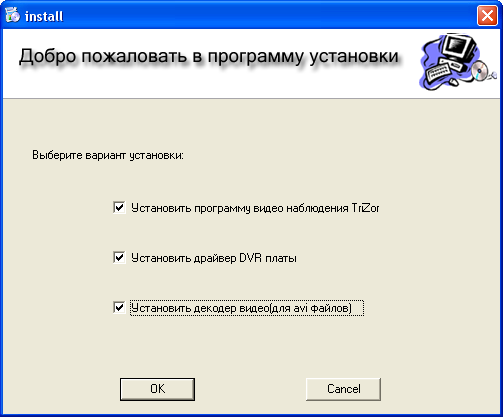 install
Добро пожаловать в программу установки
Выберите вариант установки:
Установить программу видео наблюдения TriZor
Установить драйвер DVR платы
Установить декодер видео(для avi файлов)
OK
Cancel